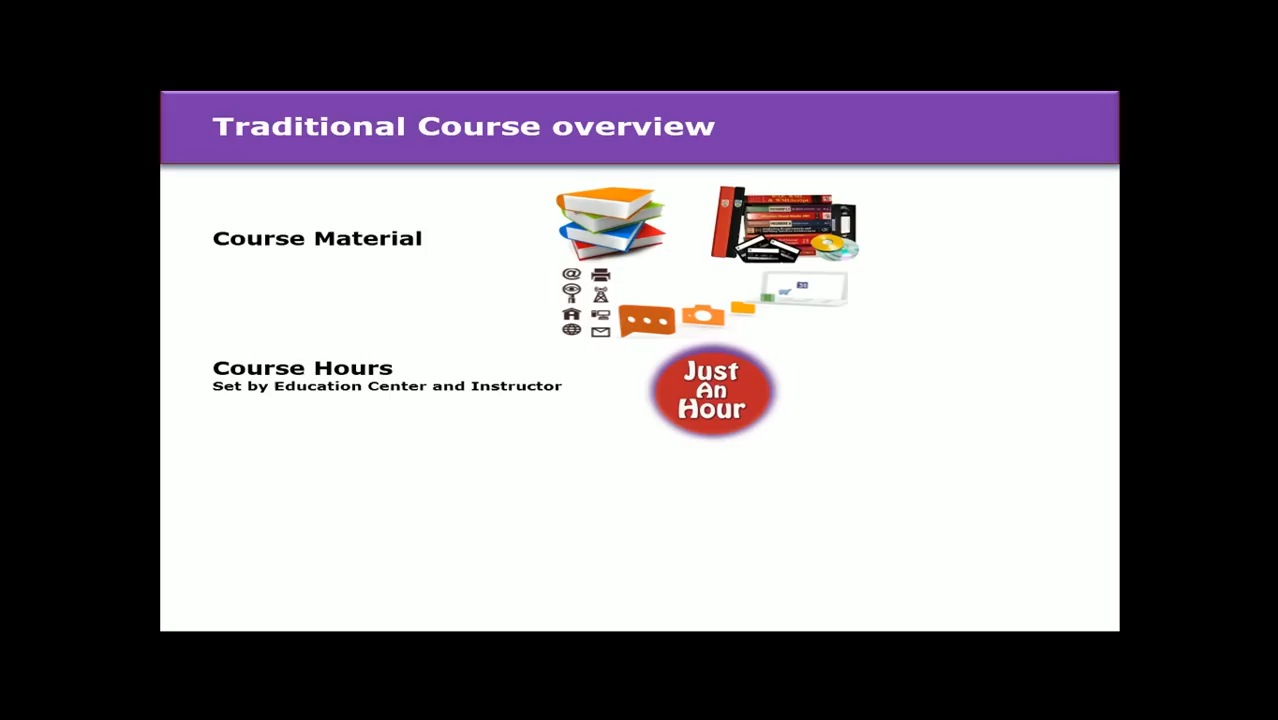 Traditional Course overview
Course Material
Course Hours
Set by Education Center and Instructor
Just
An
Hour